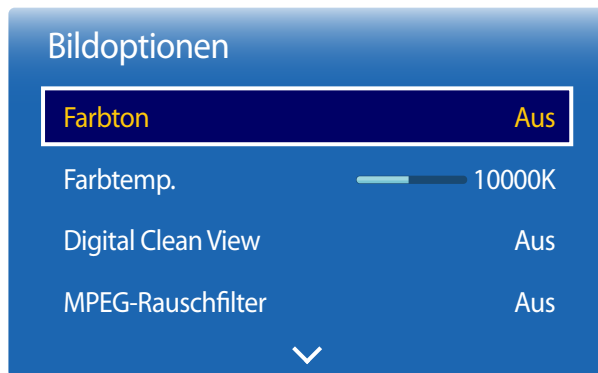 Bildoptionen
Farbton Aus
Farbtemp. 10000K
Digital Clean View Aus
MPEG-Rauschfilter Aus